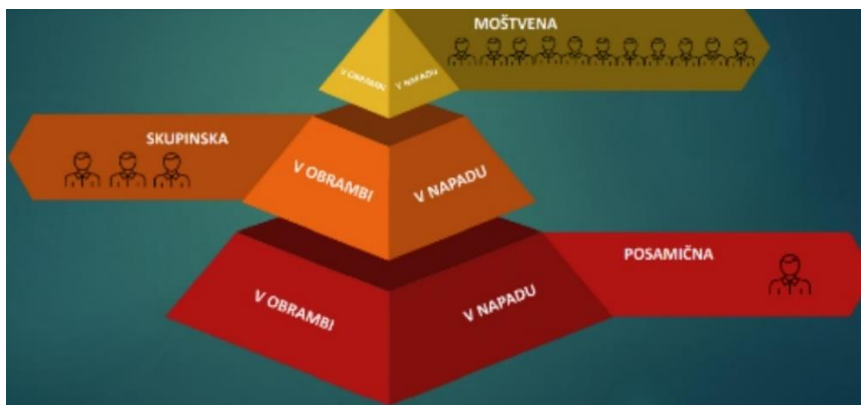 MOŠTVENA
V OBRAMBI
V NAPADU
SKUPINSKA
V OBRAMBI
V NAPADU
POSAMIČNA
V OBRAMBI
V NAPADU